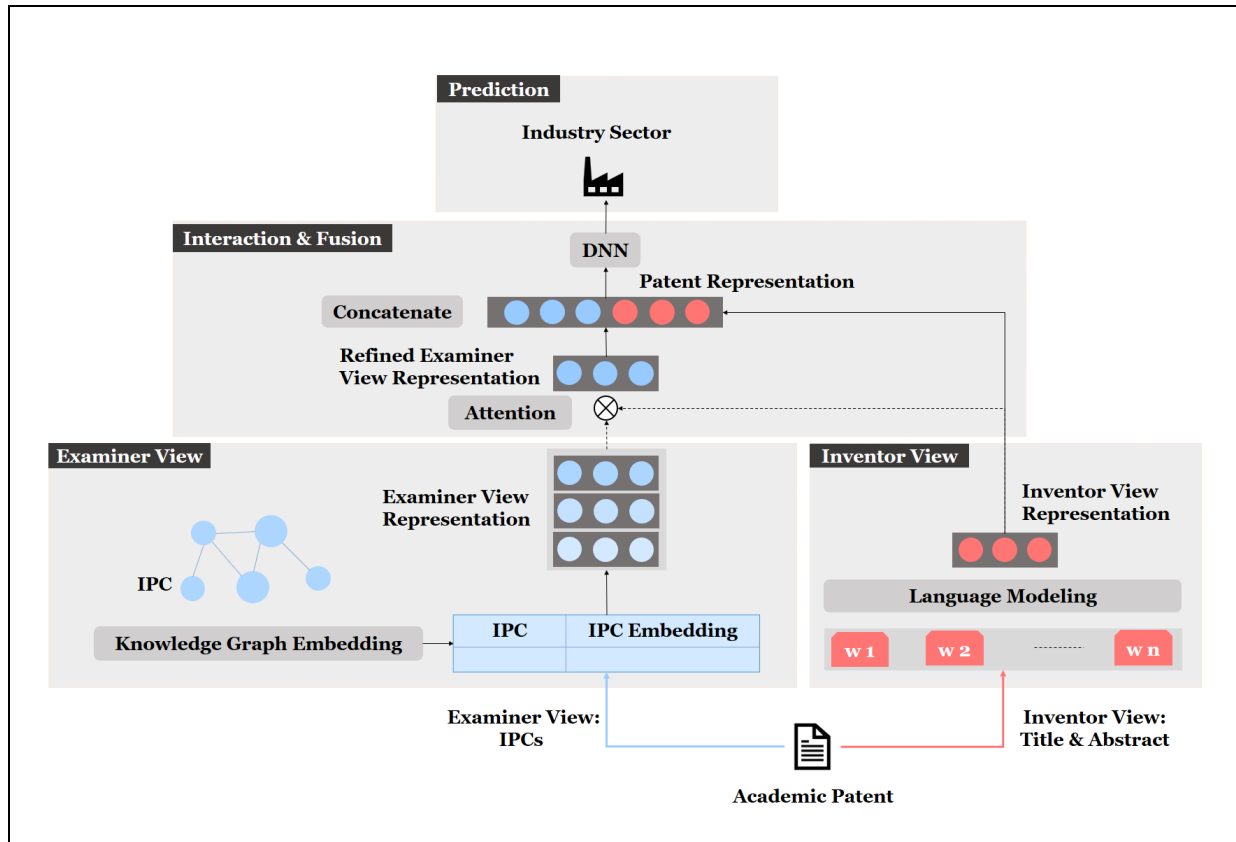 Prediction
Industry Sector
Interaction & Fusion
DNN
Patent Representation
Concatenate
Refined Examiner
View Representation
Attention
Examiner View
Examiner View
Representation
IPC
Knowledge Graph Embedding
IPC
IPC Embedding
Inventor View
Inventor View
Representation
Language Modeling
w 1
w 2
w n
Examiner View:
IPCs
Inventor View:
Title & Abstract
Academic Patent